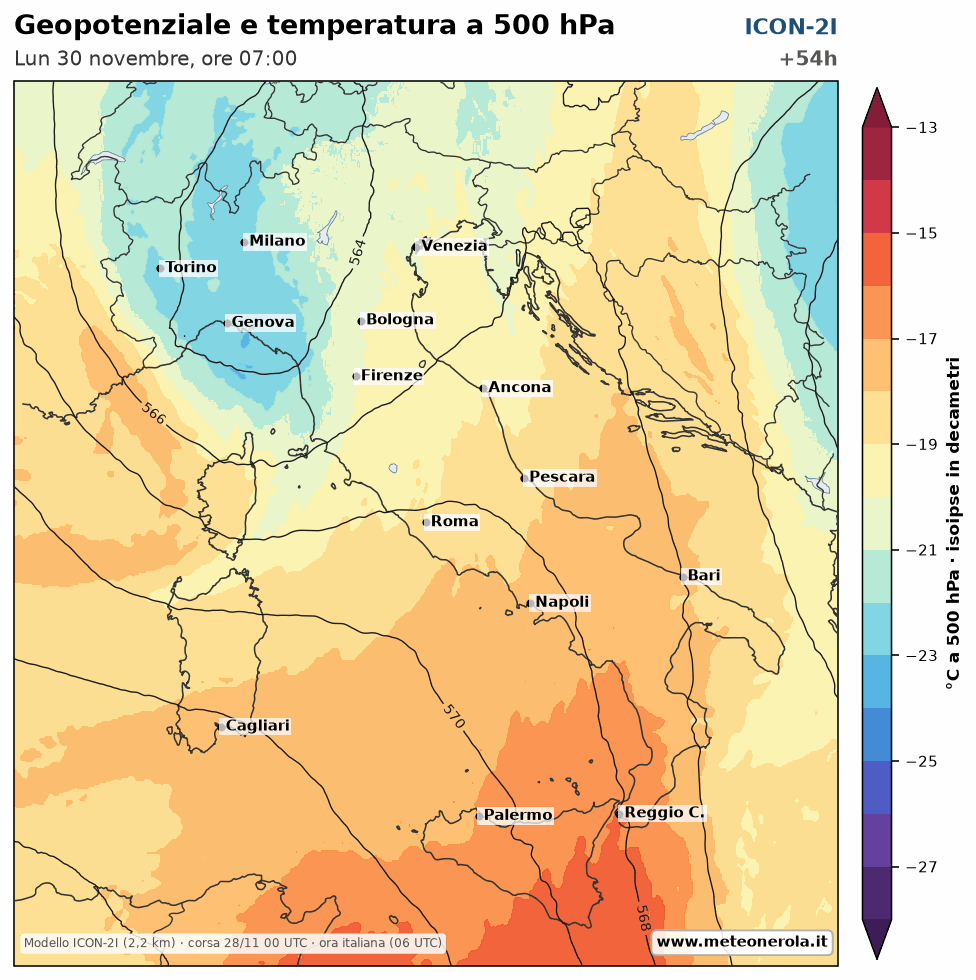 Geopotenziale e temperatura a 500 hPa
ICON-2I
Lun 30 novembre, ore 07:00
+54h
−13
−15
−17
−19
−21
−23
−25
−27
°C a 500 hPa · isoipse in decametri
Milano
Venezia
564
Torino
Genova
Bologna
Firenze
Ancona
566
Pescara
Roma
Bari
Napoli
570
Cagliari
Palermo
Reggio C.
568
Modello ICON-2I (2,2 km) · corsa 28/11 00 UTC · ora italiana (06 UTC)
www.meteonerola.it